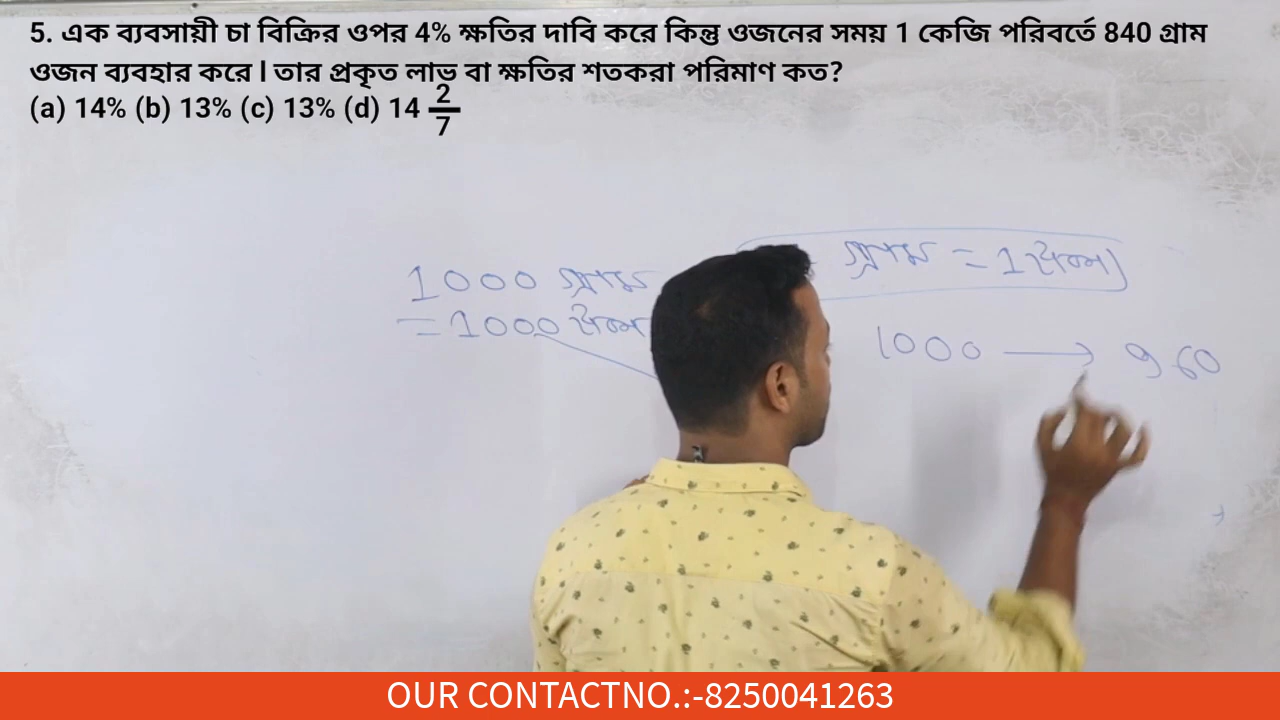 5. এক ব্যবসায়ী চা বিক্রির ওপর 4% ক্ষতির দাবি করে কিন্তু ওজনের সময় 1 কেজি পরিবর্তে 840 গ্রাম
ওজন ব্যবহার করে l তার প্রকৃত লাভ বা ক্ষতির শতকরা পরিমাণ কত?
(a) 14% (b) 13% (c) 13% (d) 14 2/7
গ্রাম = 1 টাকা
1000 গ্রাম
= 1000 টাকা
1000 → 960
OUR CONTACTNO.:-8250041263